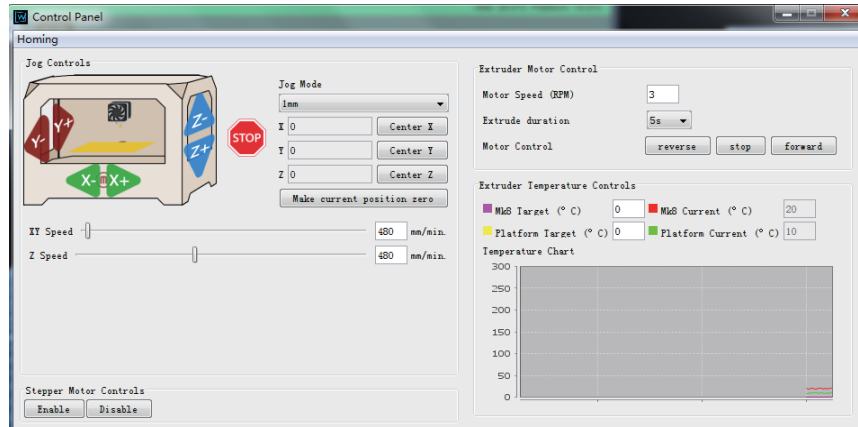 Control Panel
Homing
Jog Controls
Y- Y+
Z-
Z+
X- X+
STOP
Jog Mode
1mm
X 0 Center X
Y 0 Center Y
Z 0 Center Z
Make current position zero
XY Speed 480 mm/min.
Z Speed 480 mm/min.
Stepper Motor Controls
Enable Disable
Extruder Motor Control
Motor Speed (RPM) 3
Extrude duration 5s
Motor Control reverse stop forward
Extruder Temperature Controls
Mk8 Target (° C) 0 Mk8 Current (° C) 20
Platform Target (° C) 0 Platform Current (° C) 10
Temperature Chart
300
250
200
150
100
50
0